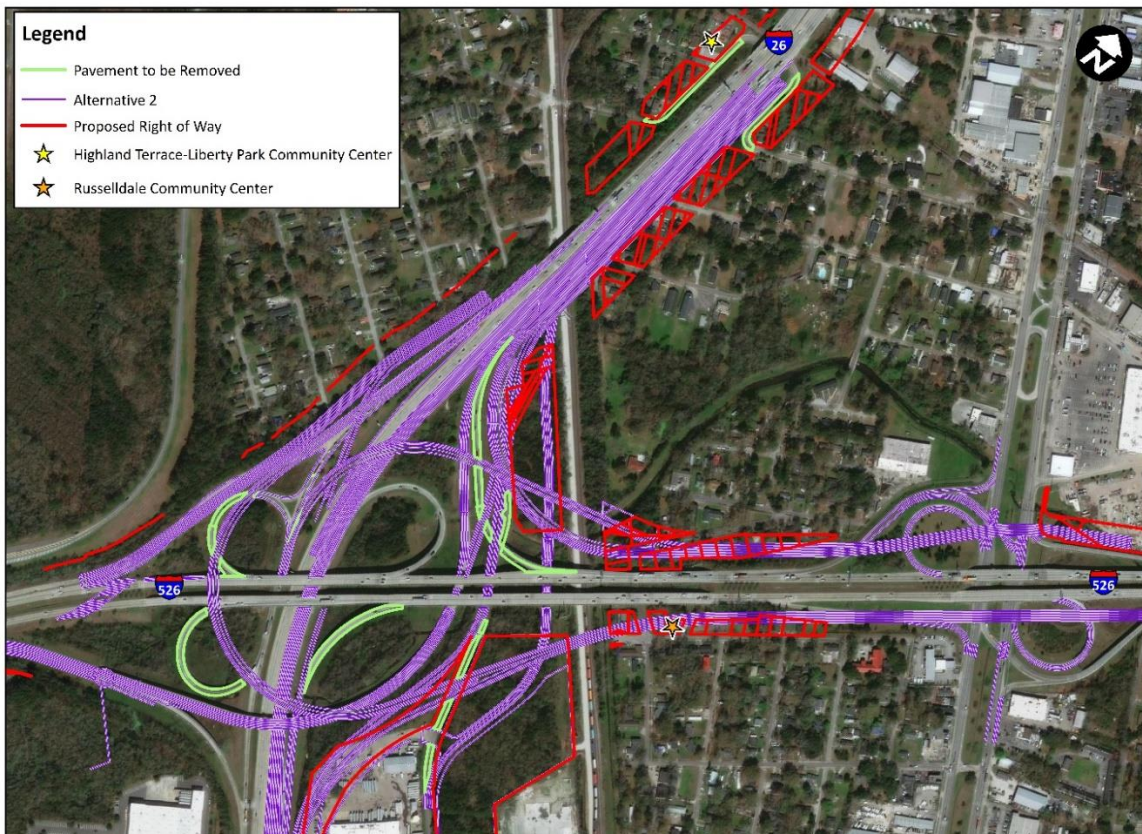 Legend
Pavement to be Removed
Alternative 2
Proposed Right of Way
Highland Terrace-Liberty Park Community Center
Russelldale Community Center
26
N
526
526